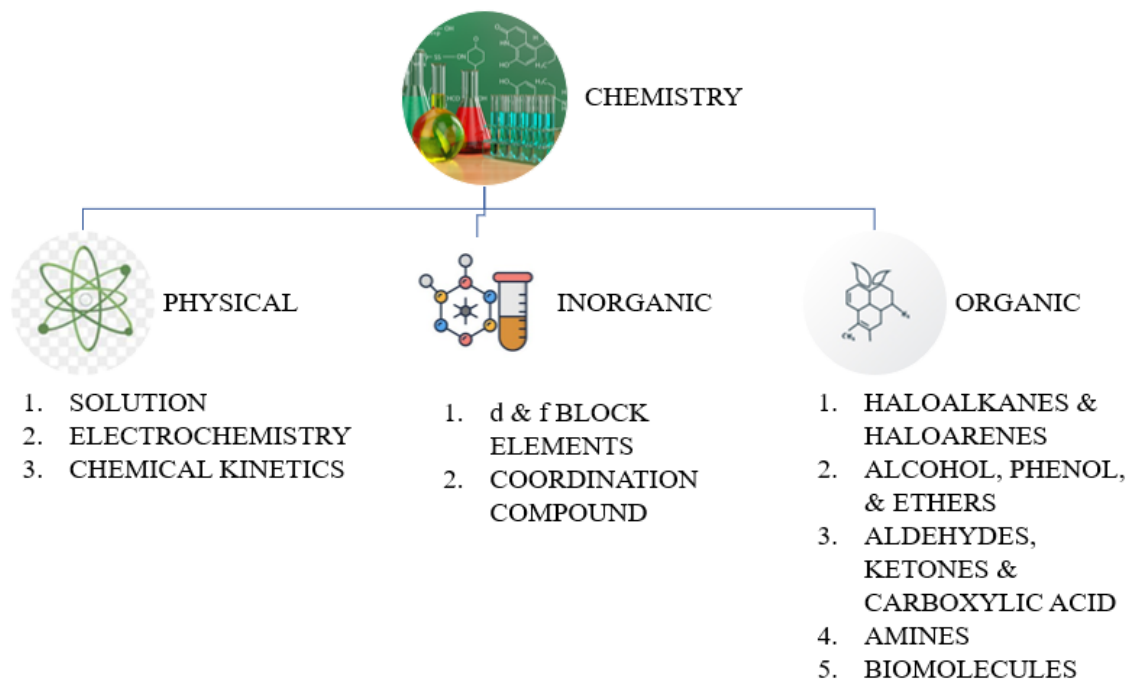 CHEMISTRY
PHYSICAL
INORGANIC
ORGANIC
1. SOLUTION
2. ELECTROCHEMISTRY
3. CHEMICAL KINETICS
1. d & f BLOCK
ELEMENTS
2. COORDINATION
COMPOUND
1. HALOALKANES &
HALOARENES
2. ALCOHOL, PHENOL,
& ETHERS
3. ALDEHYDES,
KETONES &
CARBOXYLIC ACID
4. AMINES
5. BIOMOLECULES